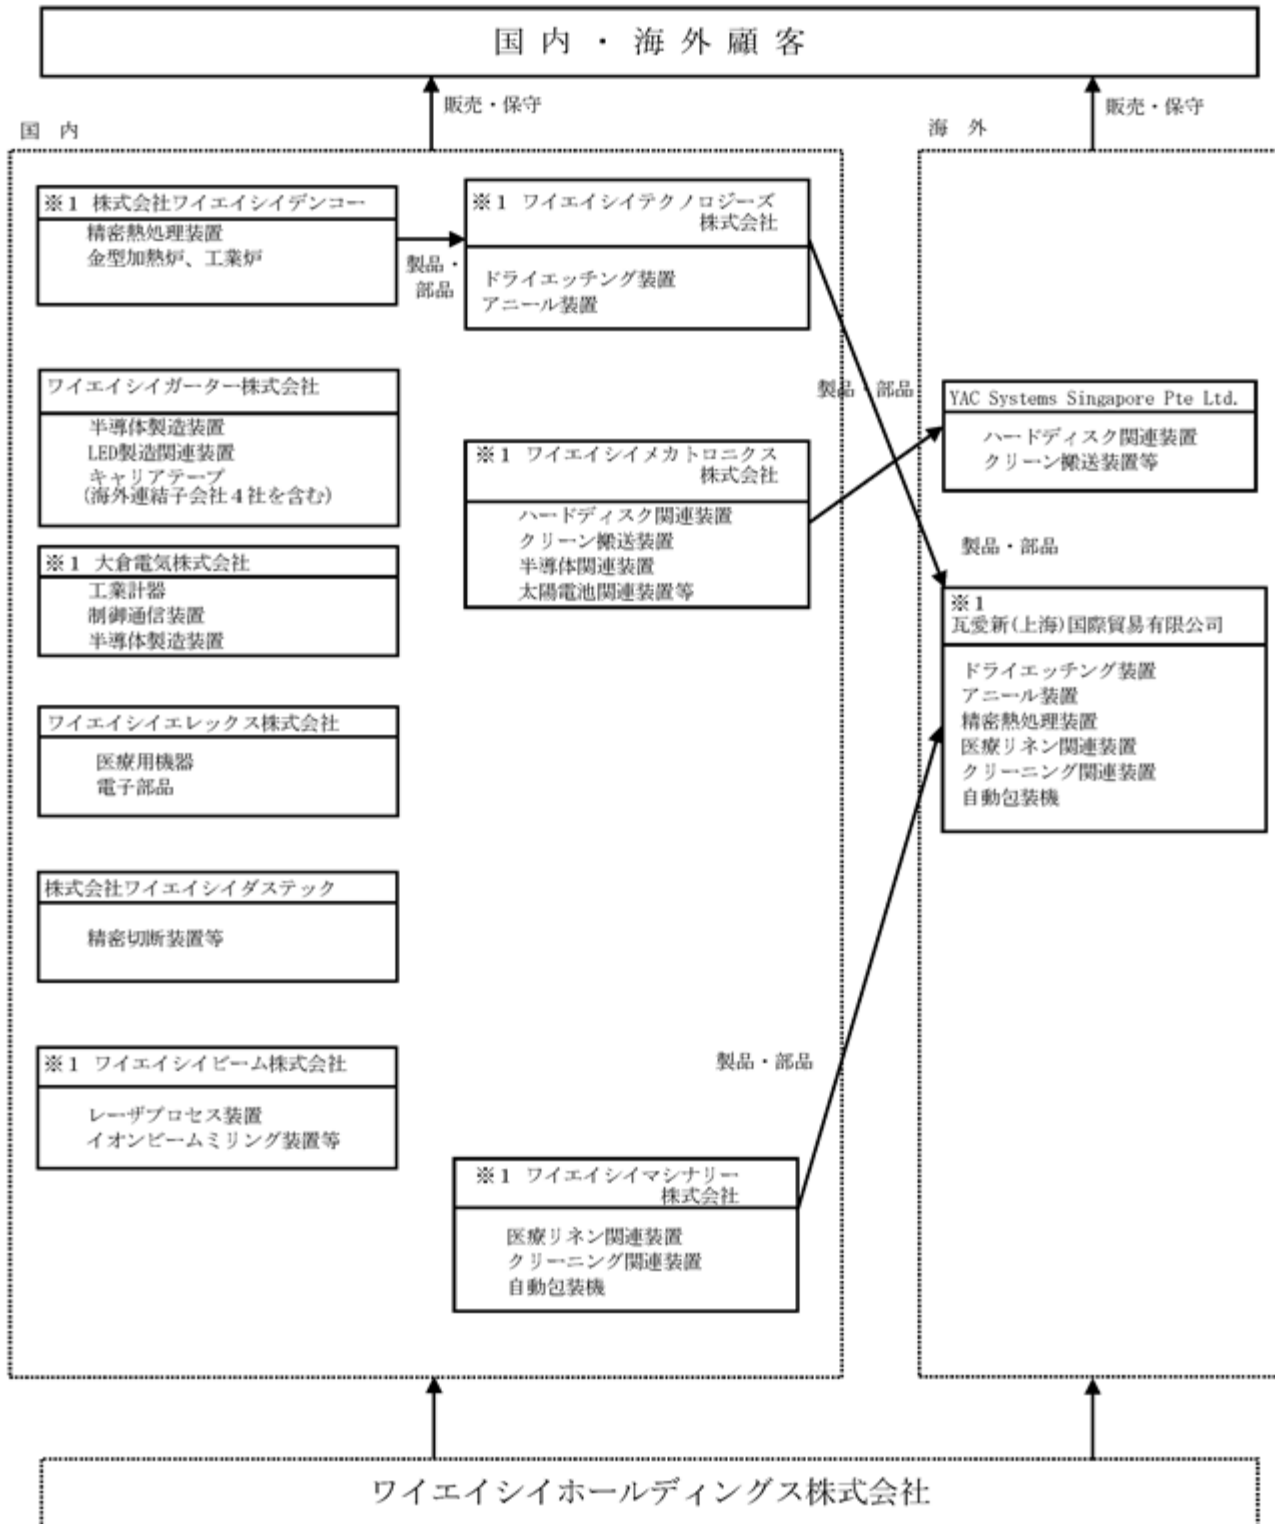 国内・海外顧客
販売・保守
販売・保守
国 内
海 外
※1 株式会社ワイエイシイデンコー
精密熱処理装置
金型加熱炉、工業炉
製品・
部品
※1 ワイエイシイテクノロジーズ
株式会社
ドライエッチング装置
アニール装置
ワイエイシイガーター株式会社
半導体製造装置
LED製造関連装置
キャリアテープ
(海外連結子会社4社を含む)
製品・部品
※1 ワイエイシイメカトロニクス
株式会社
ハードディスク関連装置
クリーン搬送装置
半導体関連装置
太陽電池関連装置等
YAC Systems Singapore Pte Ltd.
ハードディスク関連装置
クリーン搬送装置等
製品・部品
※1 大倉電気株式会社
工業計器
制御通信装置
半導体製造装置
※1
瓦愛新(上海)国際貿易有限公司
ドライエッチング装置
アニール装置
精密熱処理装置
医療リネン関連装置
クリーニング関連装置
自動包装機
ワイエイシイエレックス株式会社
医療用機器
電子部品
株式会社ワイエイシイダステック
精密切断装置等
※1 ワイエイシイビーム株式会社
レーザプロセス装置
イオンビームミリング装置等
製品・部品
※1 ワイエイシイマシナリー
株式会社
医療リネン関連装置
クリーニング関連装置
自動包装機
ワイエイシイホールディングス株式会社